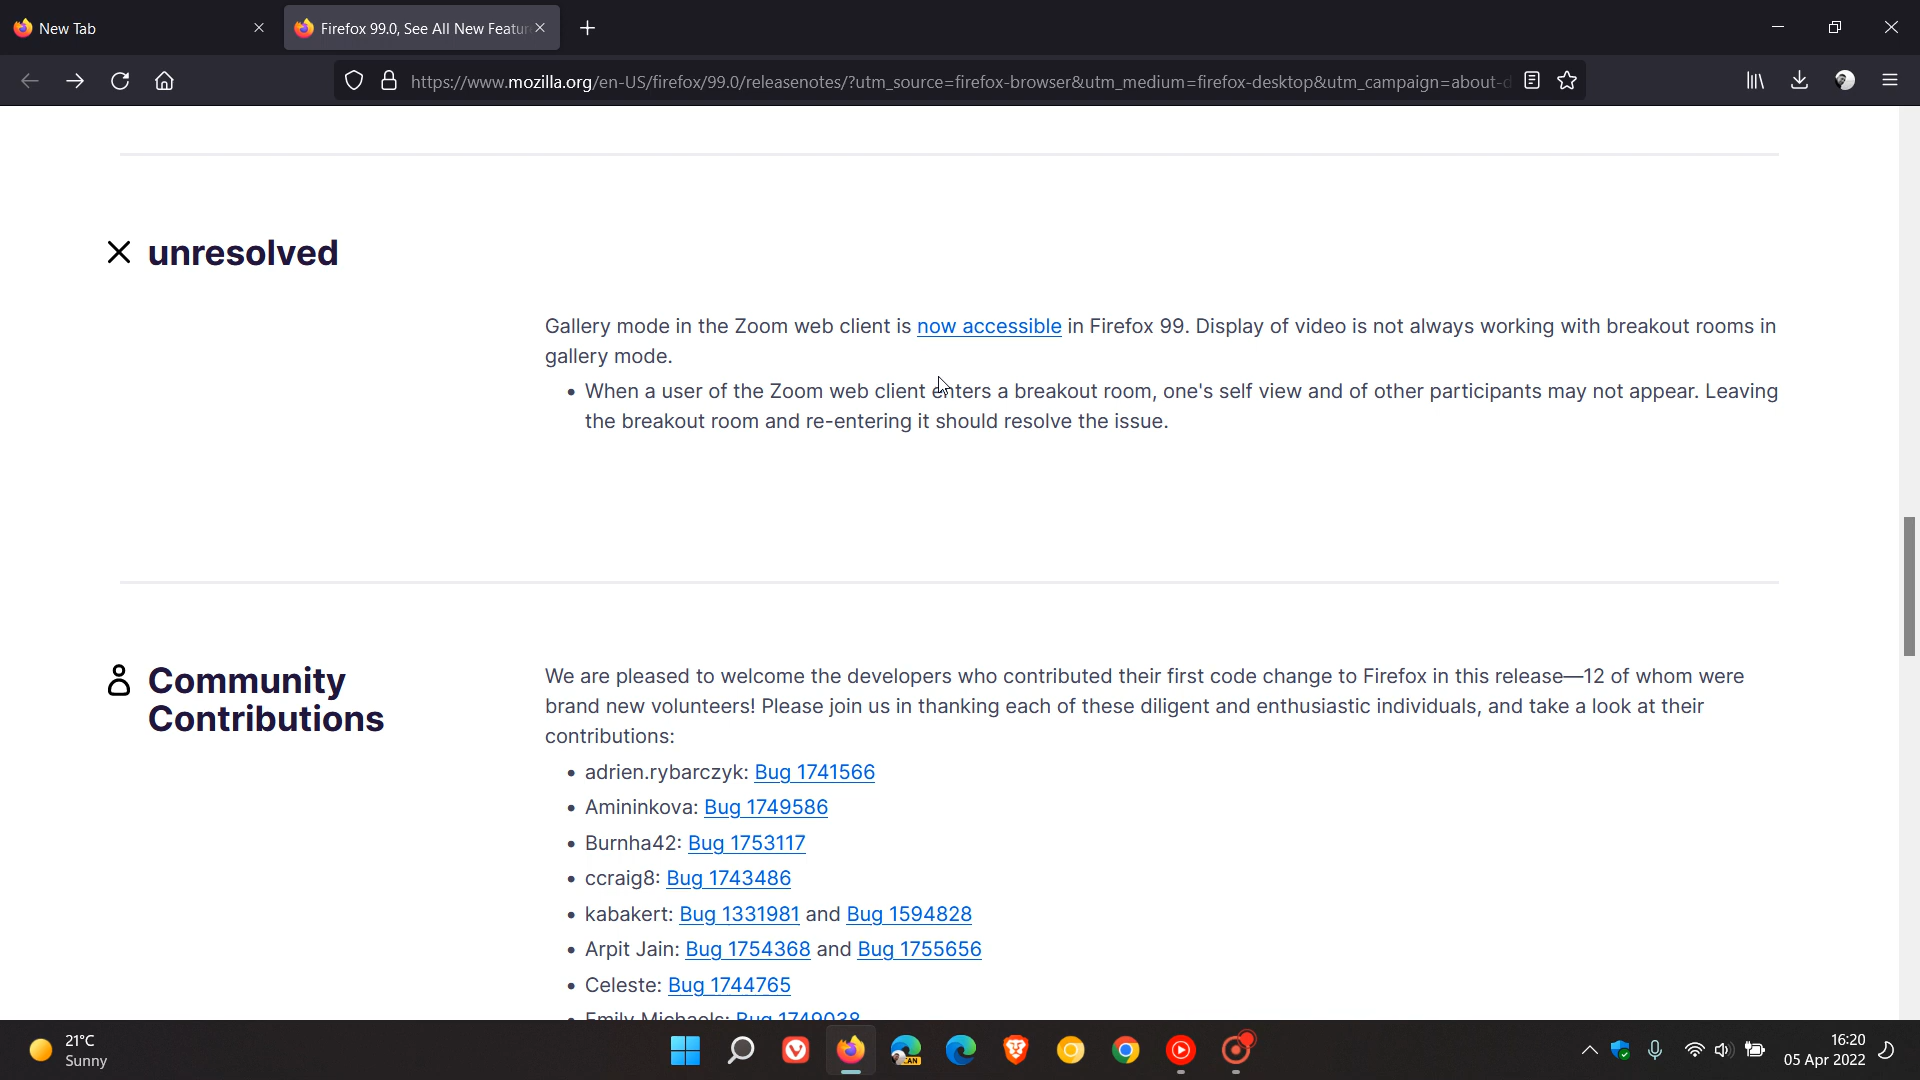 New Tab
Firefox 99.0, See All New Featur
https://www.mozilla.org/en-US/firefox/99.0/releasenotes/?utm_source=firefox-browser&utm_medium=firefox-desktop&utm_campaign=about-d
unresolved
Gallery mode in the Zoom web client is now accessible in Firefox 99. Display of video is not always working with breakout rooms in
gallery mode.
• When a user of the Zoom web client enters a breakout room, one's self view and of other participants may not appear. Leaving
the breakout room and re-entering it should resolve the issue.
Community
Contributions
We are pleased to welcome the developers who contributed their first code change to Firefox in this release—12 of whom were
brand new volunteers! Please join us in thanking each of these diligent and enthusiastic individuals, and take a look at their
contributions:
• adrien.rybarczyk: Bug 1741566
• Amininkova: Bug 1749586
• Burnha42: Bug 1753117
• ccraig8: Bug 1743486
• kabakert: Bug 1331981 and Bug 1594828
• Arpit Jain: Bug 1754368 and Bug 1755656
• Celeste: Bug 1744765
• Emily Michaels: Bug 1749038
21°C
Sunny
CAN
16:20
05 Apr 2022